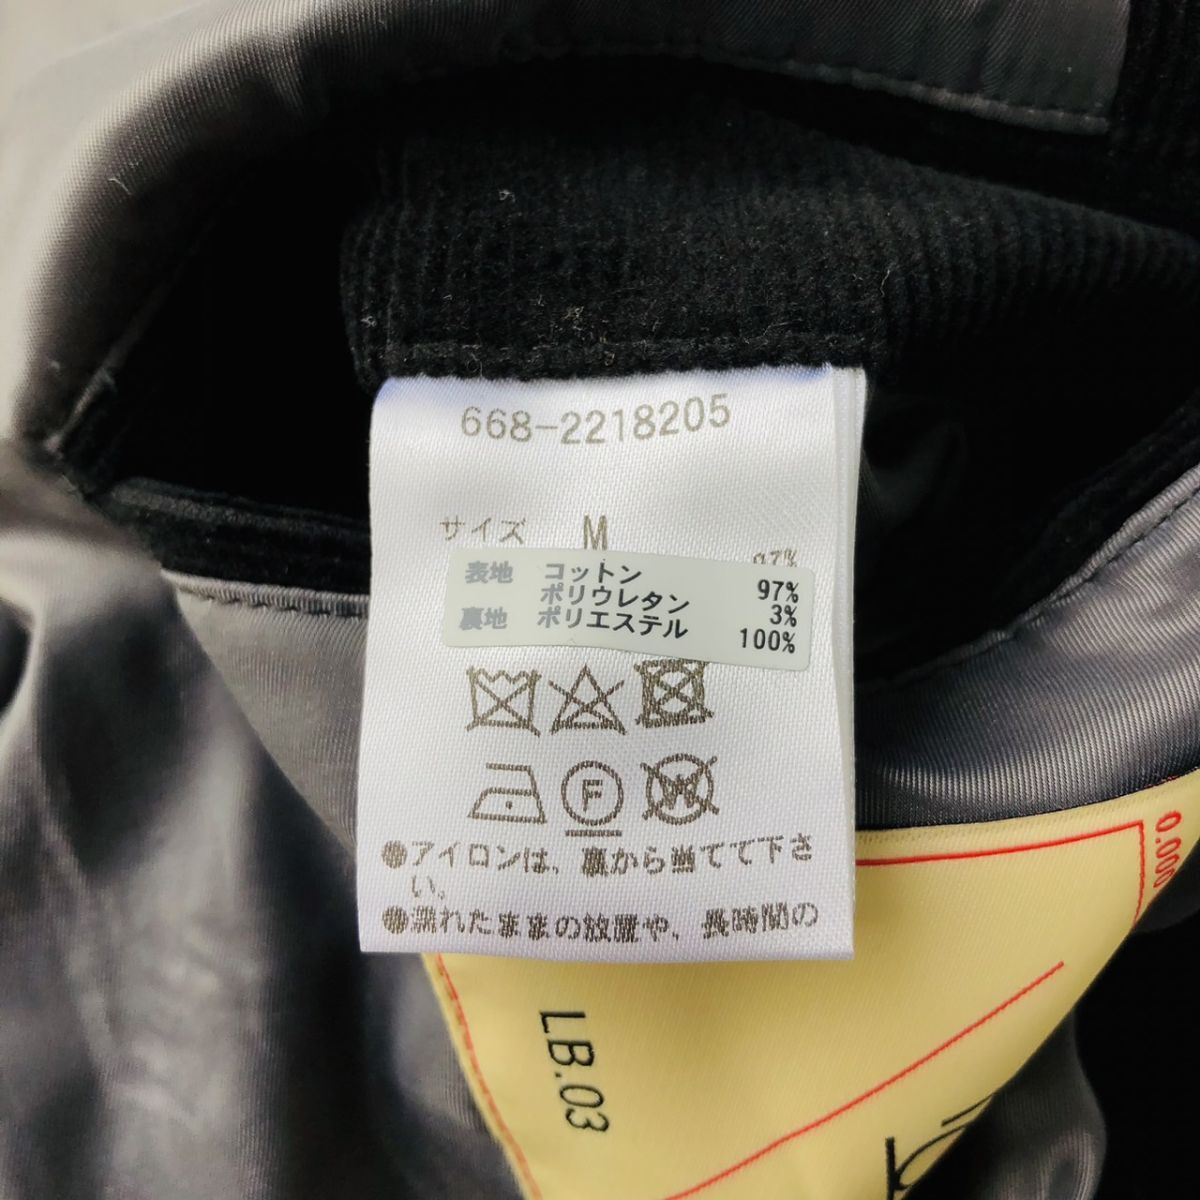 668-2218205
サイズ M
表地 コットン 97%
ポリウレタン 3%
裏地 ポリエステル 100%
F
●アイロンは、裏から当てて下さ
い。
●濡れたままの放置や、長時間の
0.000
LB.03